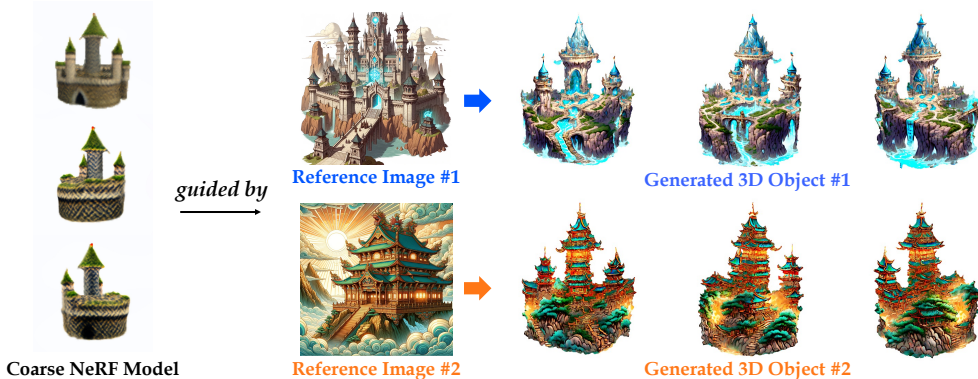 guided by
Reference Image #1
Generated 3D Object #1
Coarse NeRF Model
Reference Image #2
Generated 3D Object #2